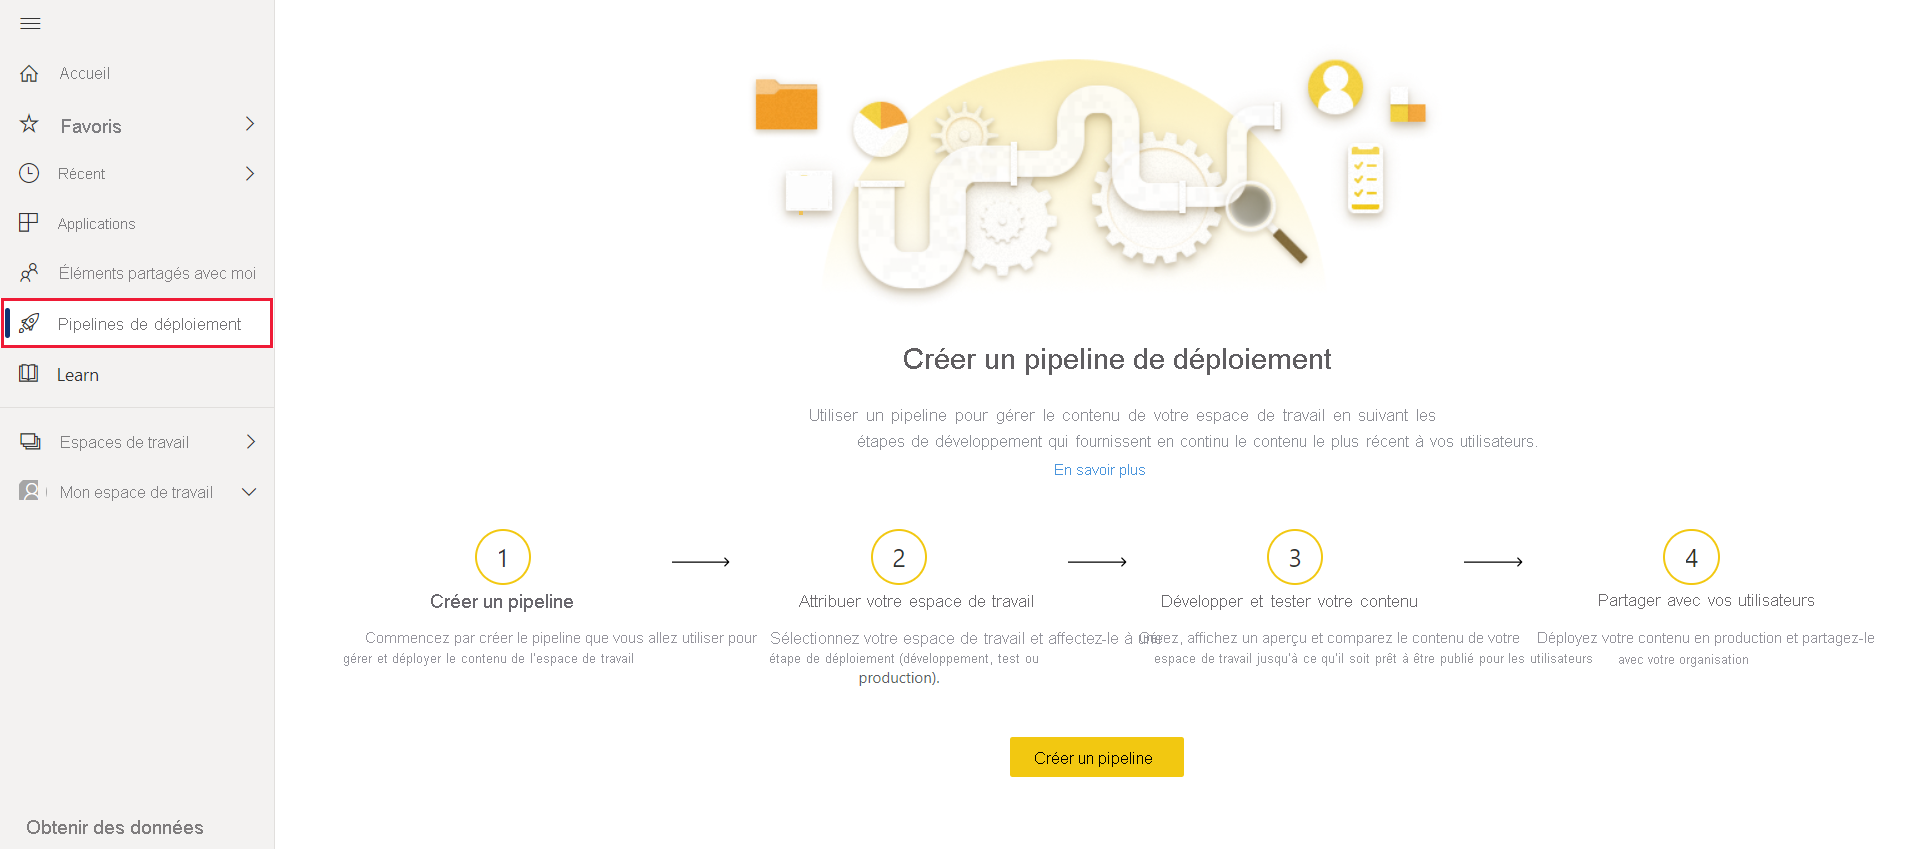 Accueil
Favoris
Récent
Applications
Éléments partagés avec moi
Pipelines de déploiement
Learn
Espaces de travail
Mon espace de travail
Obtenir des données
Créer un pipeline de déploiement
Utiliser un pipeline pour gérer le contenu de votre espace de travail en suivant les
étapes de développement qui fournissent en continu le contenu le plus récent à vos utilisateurs.
En savoir plus
1
Créer un pipeline
Commencez par créer le pipeline que vous allez utiliser pour
gérer et déployer le contenu de l'espace de travail
2
Attribuer votre espace de travail
Sélectionnez votre espace de travail et affectez-le à une
étape de déploiement (développement, test ou
production).
3
Développer et tester votre contenu
Gérez, affichez un aperçu et comparez le contenu de votre
espace de travail jusqu'à ce qu'il soit prêt à être publié pour les utilisateurs
4
Partager avec vos utilisateurs
Déployez votre contenu en production et partagez-le
avec votre organisation
Créer un pipeline